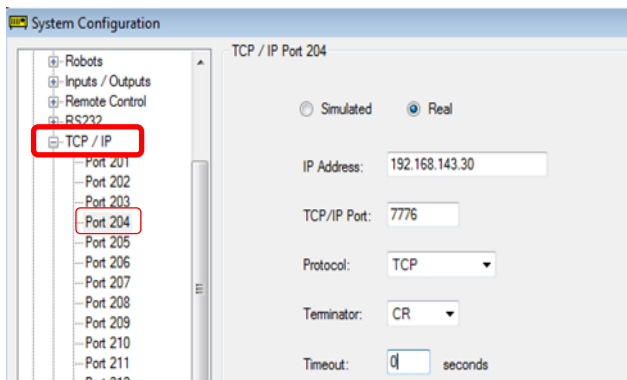 System Configuration
Robots
Inputs / Outputs
Remote Control
RS232
TCP / IP
Port 201
Port 202
Port 203
Port 204
Port 205
Port 206
Port 207
Port 208
Port 209
Port 210
Port 211
TCP / IP Port 204
Simulated
Real
IP Address: 192.168.143.30
TCP/IP Port: 7776
Protocol: TCP
Terminator: CR
Timeout: 0 seconds